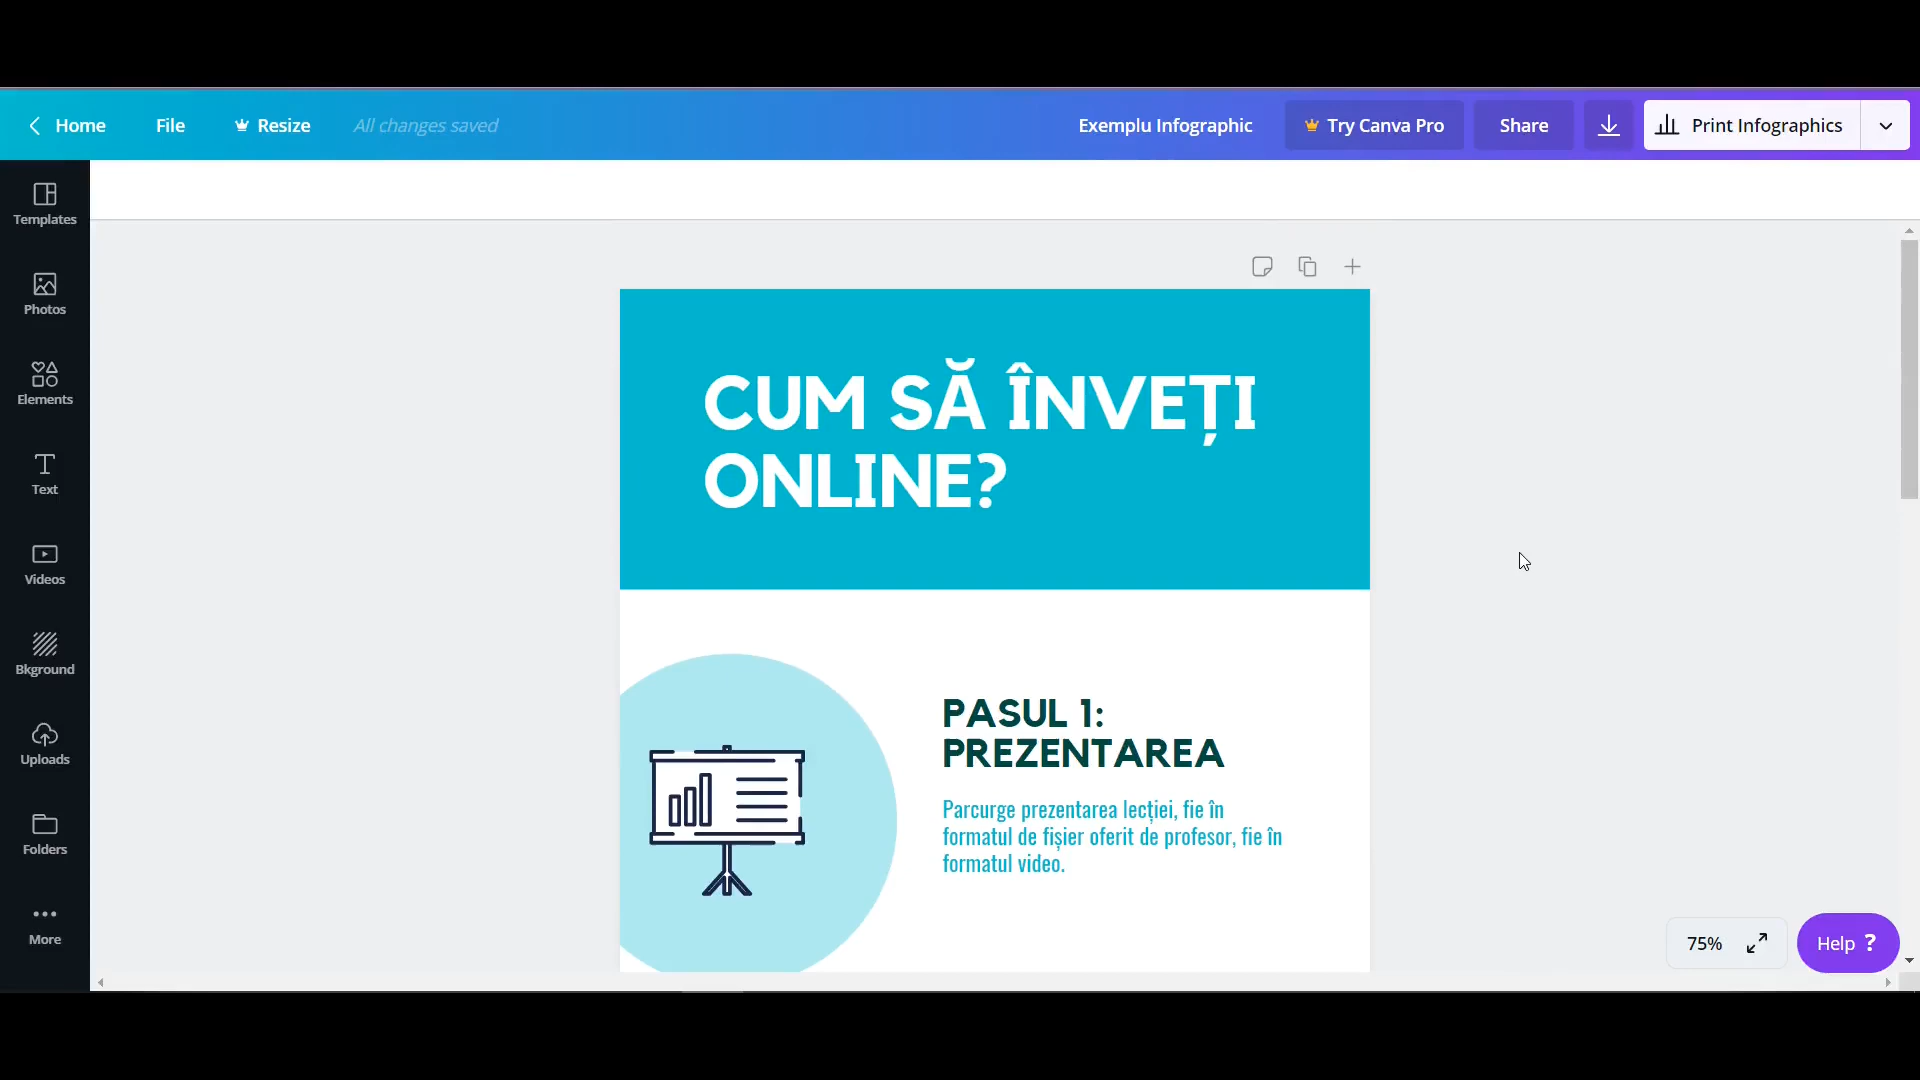 Home
File
Resize
All changes saved
Exemplu Infographic
Try Canva Pro
Share
Print Infographics
Templates
Photos
Elements
Text
Videos
Bkground
Uploads
Folders
More
CUM SĂ ÎNVEȚI
ONLINE?
PASUL 1:
PREZENTAREA
Parcurge prezentarea lecției, fie în
formatul de fișier oferit de profesor, fie în
formatul video.
75%
Help ?